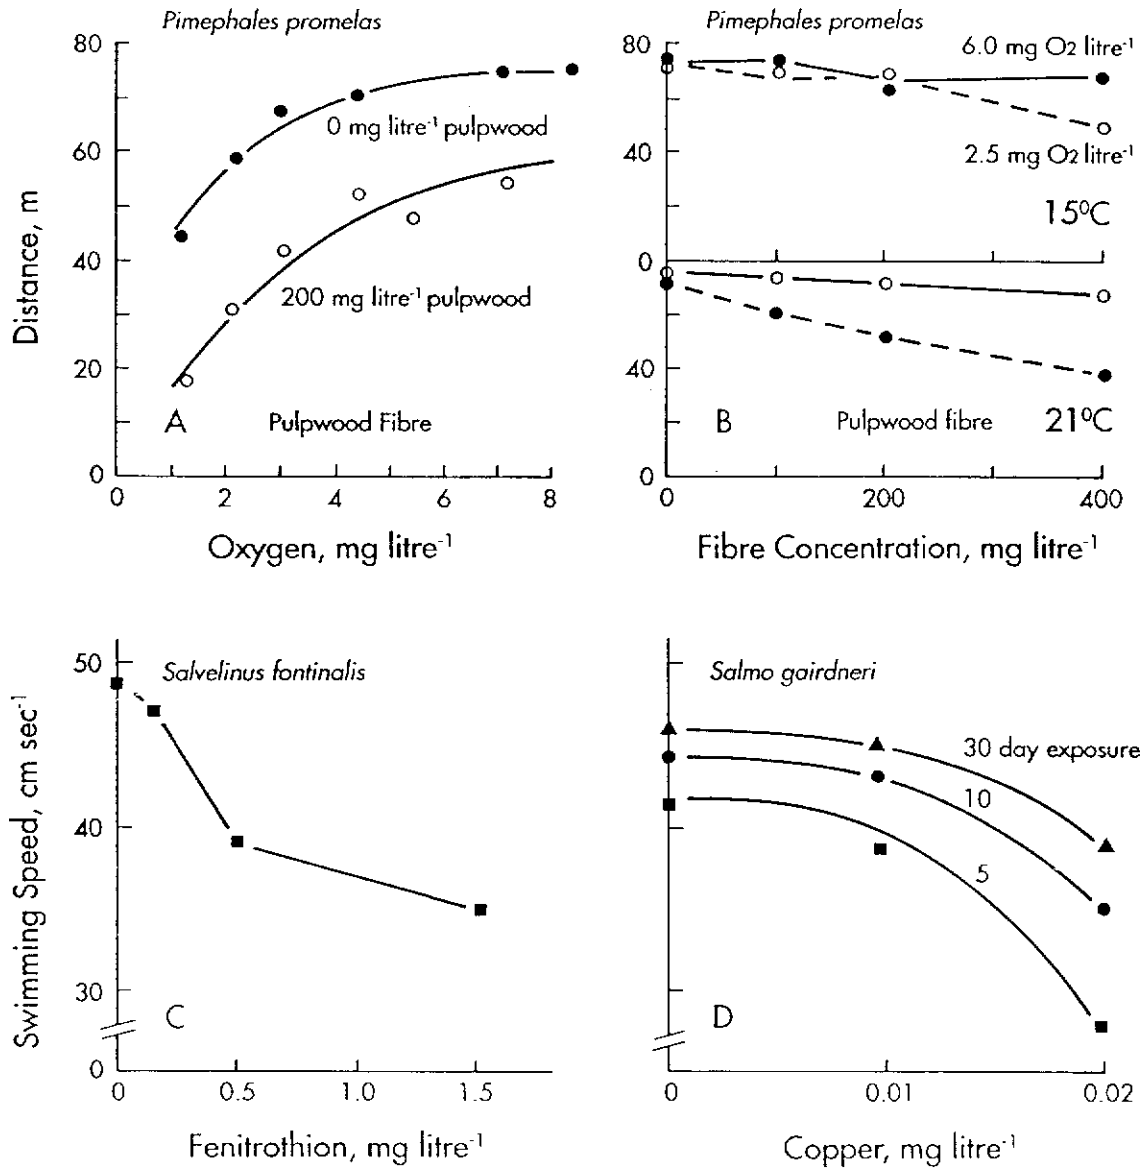 Pimephales promelas
80
60
40
20
0
Distance, m
0 mg litre⁻¹ pulpwood
200 mg litre⁻¹ pulpwood
A
Pulpwood Fibre
0
2
4
6
8
Oxygen, mg litre⁻¹
Pimephales promelas
80
40
0
40
0
6.0 mg O2 litre⁻¹
2.5 mg O2 litre⁻¹
15⁰C
B
Pulpwood fibre
21⁰C
0
200
400
Fibre Concentration, mg litre⁻¹
Salvelinus fontinalis
50
40
30
0
Swimming Speed, cm sec⁻¹
C
0
0.5
1.0
1.5
Fenitrothion, mg litre⁻¹
Salmo gairdneri
30 day exposure
10
5
D
0
0.01
0.02
Copper, mg litre⁻¹